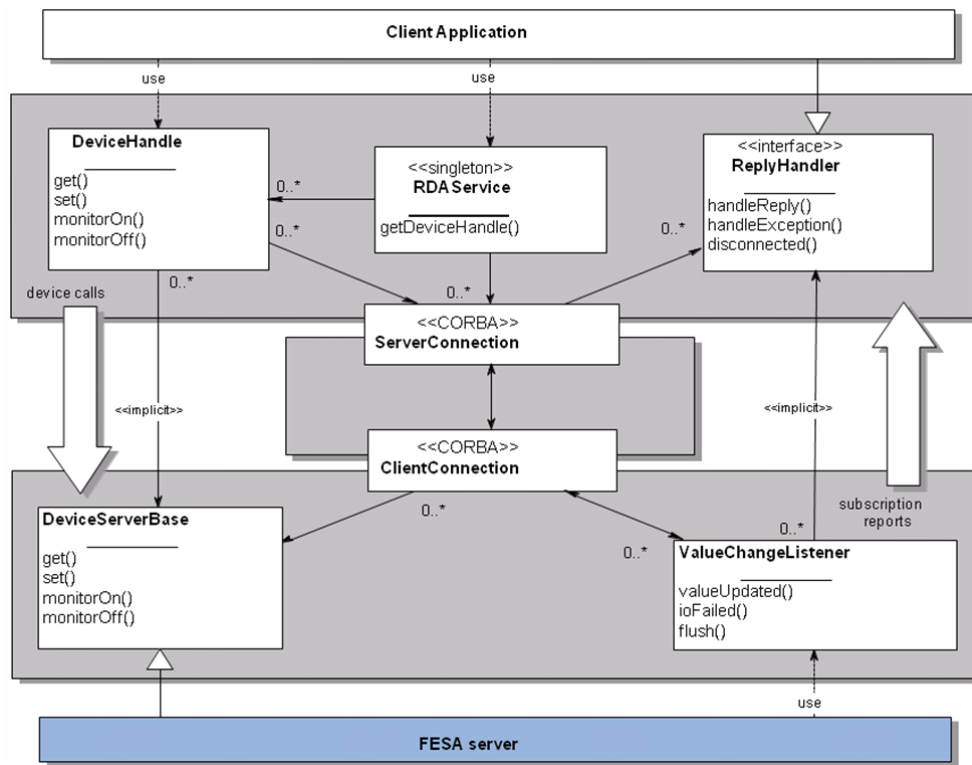 Client Application
use
use
DeviceHandle
get()
set()
monitorOn()
monitorOff()
<<singleton>>
RDAService
getDeviceHandle()
<<interface>>
ReplyHandler
handleReply()
handleException()
disconnected()
0..*
0..*
0..*
0..*
0..*
device calls
<<CORBA>>
ServerConnection
<<implicit>>
<<implicit>>
<<CORBA>>
ClientConnection
subscription
reports
0..*
0..*
0..*
DeviceServerBase
get()
set()
monitorOn()
monitorOff()
ValueChangeListener
valueUpdated()
ioFailed()
flush()
use
FESA server